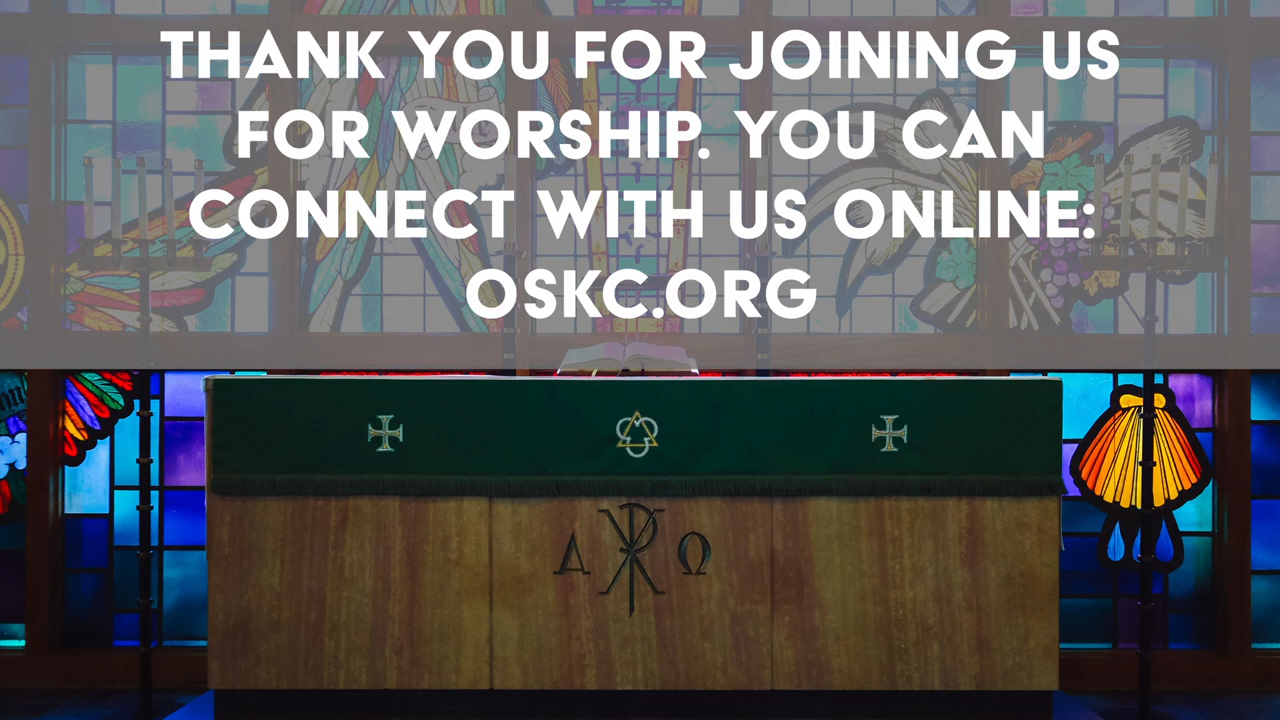 THANK YOU FOR JOINING US
FOR WORSHIP. YOU CAN
CONNECT WITH US ONLINE:
OSKC.ORG
Α Ω